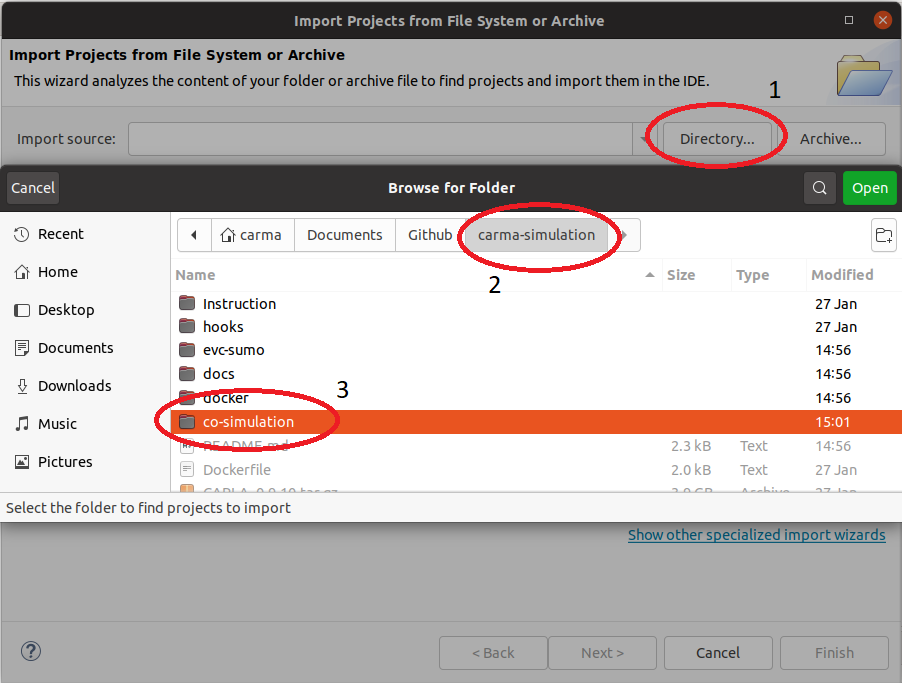 Import Projects from File System or Archive
Import Projects from File System or Archive
This wizard analyzes the content of your folder or archive file to find projects and import them in the IDE.
1
Import source: Directory... Archive...
Cancel Browse for Folder Open
Recent
Home
Desktop
Documents
Downloads
Music
Pictures
carma Documents Github carma-simulation
2
Name Size Type Modified
Instruction 27 Jan
hooks 27 Jan
evc-sumo 14:56
docs 14:56
docker 14:56
3
co-simulation 15:01
README.md 2.3 kB Text 14:56
Dockerfile 2.0 kB Text 27 Jan
Archive 27 Jan
Select the folder to find projects to import
Show other specialized import wizards
? < Back Next > Cancel Finish